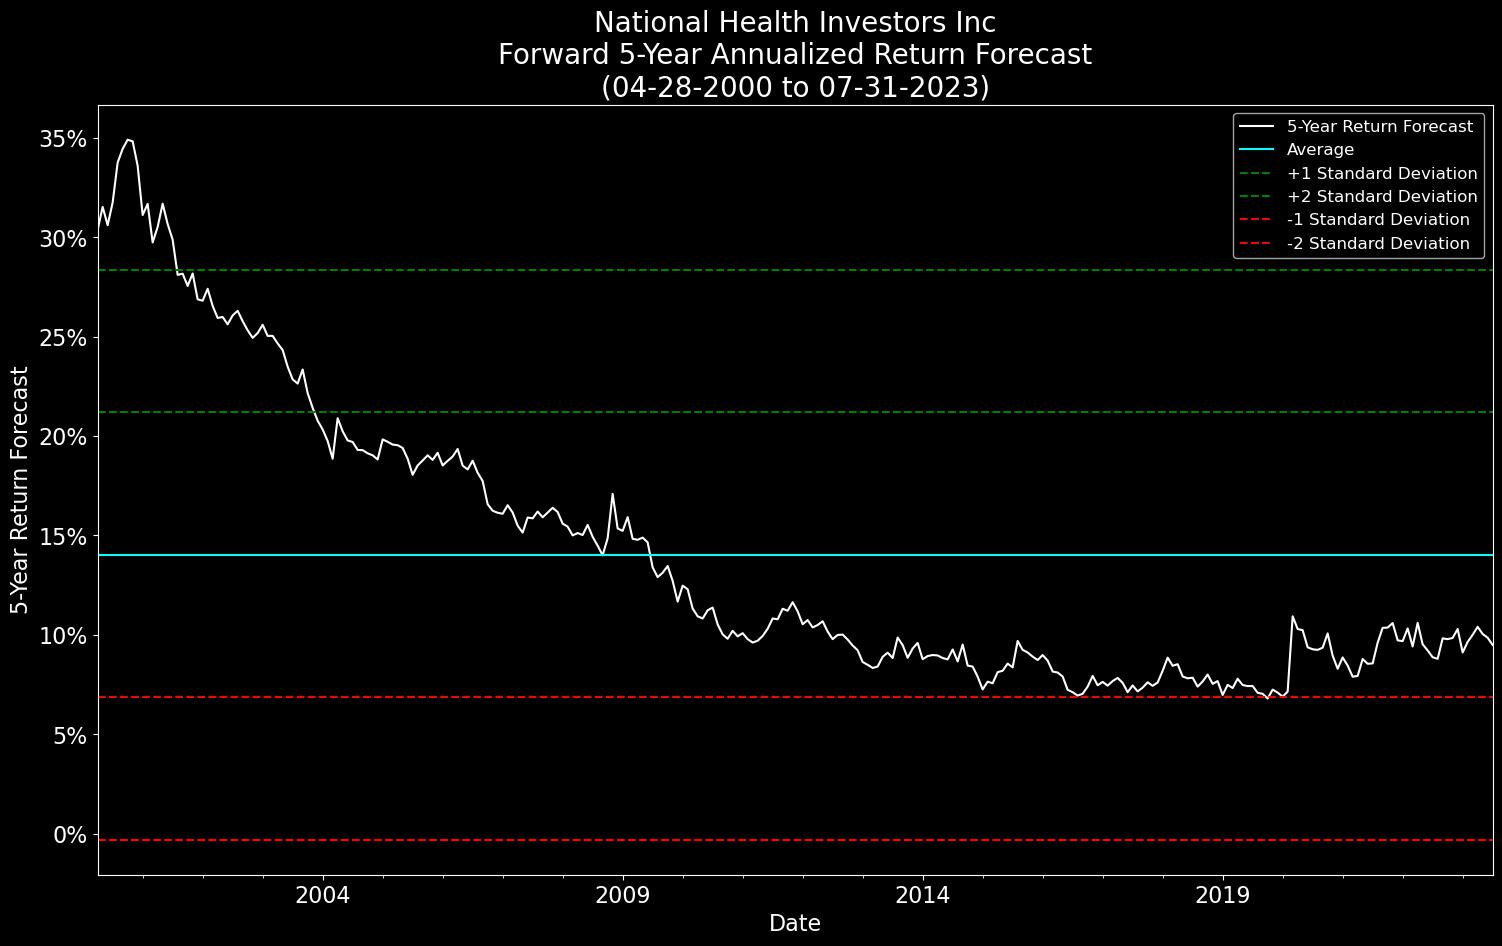 National Health Investors Inc
Forward 5-Year Annualized Return Forecast
(04-28-2000 to 07-31-2023)
5-Year Return Forecast
Average
+1 Standard Deviation
+2 Standard Deviation
-1 Standard Deviation
-2 Standard Deviation
5-Year Return Forecast
35%
30%
25%
20%
15%
10%
5%
0%
2004
2009
2014
2019
Date